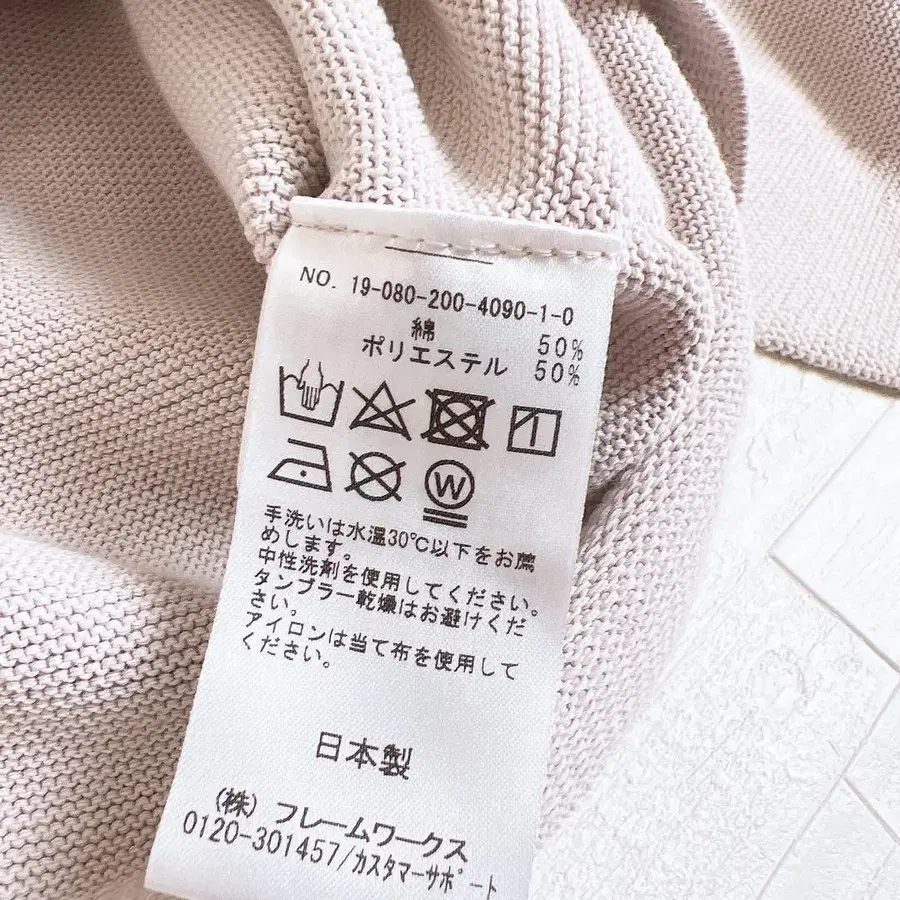 NO. 19-080-200-4090-1-0
綿 50%
ポリエステル 50%
W
手洗いは水温30℃以下をお薦
めします。
中性洗剤を使用してください。
タンブラー乾燥はお避けくだ
さい。
アイロンは当て布を使用して
ください。
日本製
(株) フレームワークス
0120-301457/カスタマーサポート